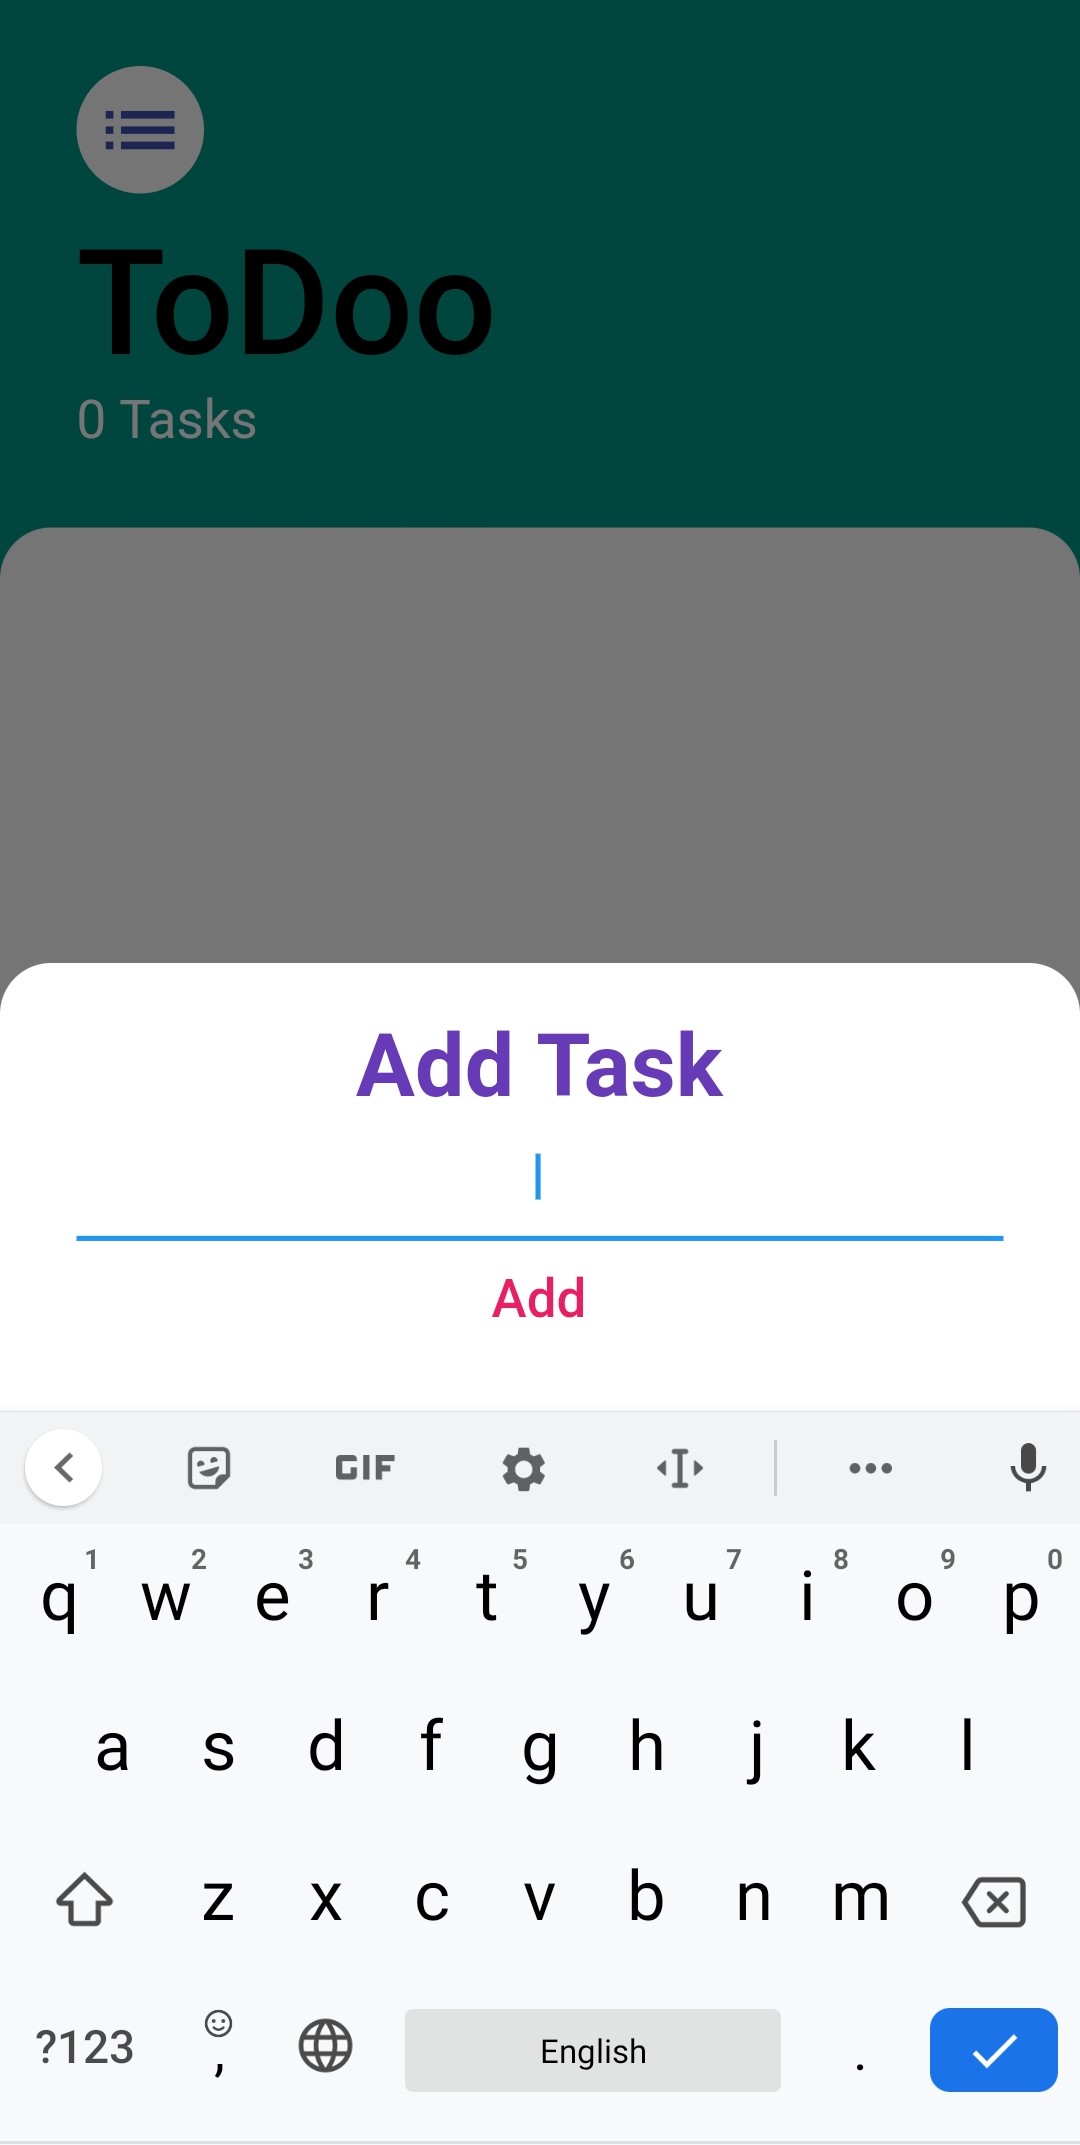 ToDoo
0 Tasks
Add Task
Add
GIF
1 2 3 4 5 6 7 8 9 0
q w e r t y u i o p
a s d f g h j k l
z x c v b n m
?123 , English .